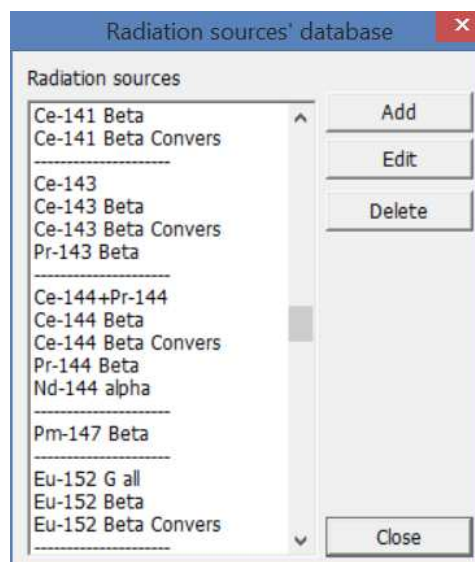 Radiation sources' database
Radiation sources
Ce-141 Beta
Ce-141 Beta Convers
---------------------
Ce-143
Ce-143 Beta
Ce-143 Beta Convers
Pr-143 Beta
---------------------
Ce-144+Pr-144
Ce-144 Beta
Ce-144 Beta Convers
Pr-144 Beta
Nd-144 alpha
---------------------
Pm-147 Beta
---------------------
Eu-152 G all
Eu-152 Beta
Eu-152 Beta Convers
---------------------
Add
Edit
Delete
Close